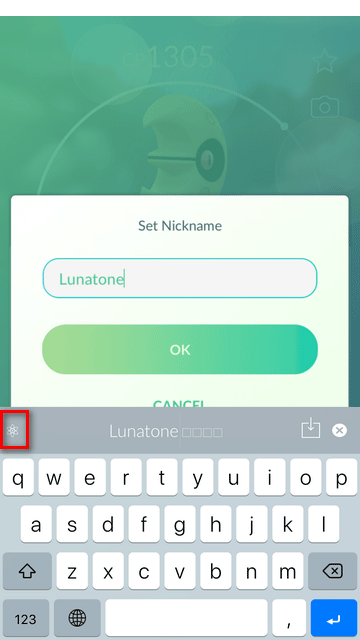 CP1305
Set Nickname
Lunatone
OK
CANCEL
Lunatone □□□□
q w e r t y u i o p
a s d f g h j k l
z x c v b n m
123 ,